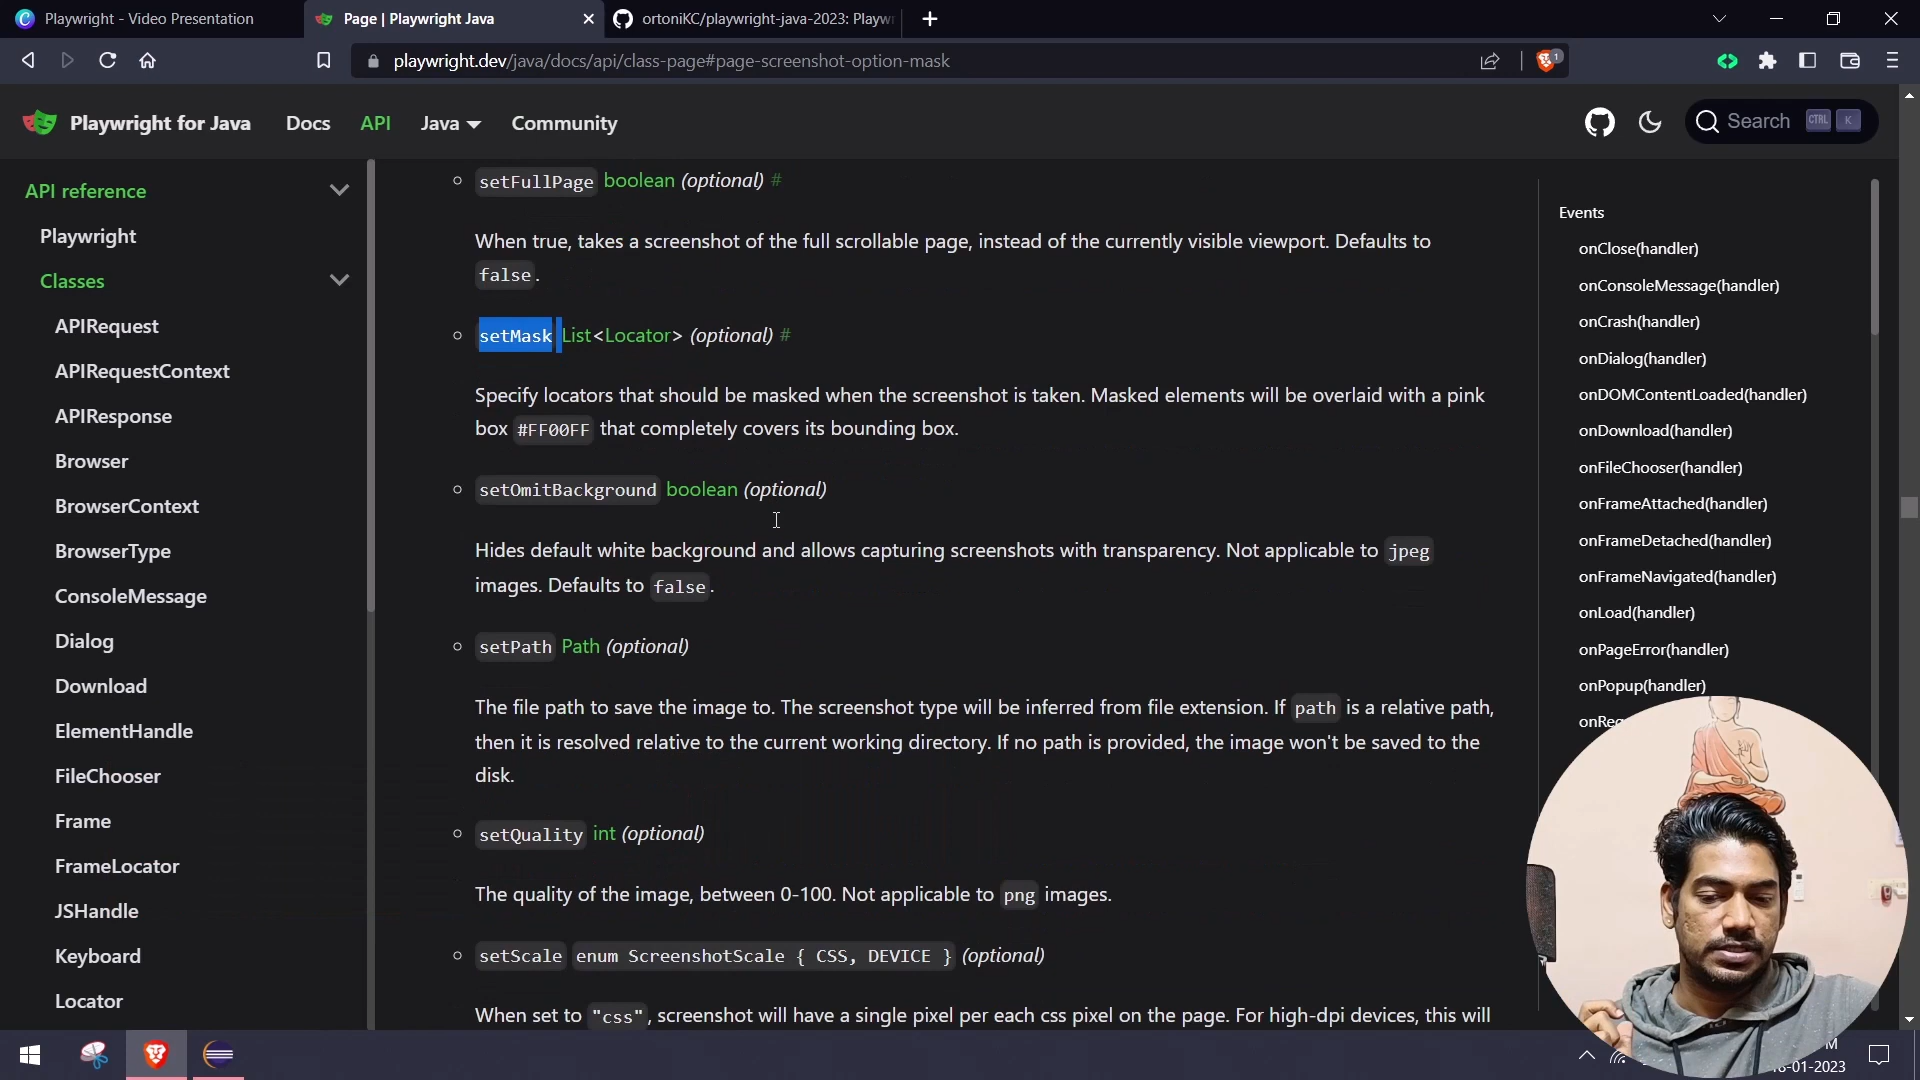 Playwright - Video Presentation
Page | Playwright Java
ortoniKC/playwright-java-2023: Playw
playwright.dev/java/docs/api/class-page#page-screenshot-option-mask
1
Playwright for Java
Docs
API
Java
Community
Search
CTRL
K
API reference
Playwright
Classes
APIRequest
APIRequestContext
APIResponse
Browser
BrowserContext
BrowserType
ConsoleMessage
Dialog
Download
ElementHandle
FileChooser
Frame
FrameLocator
JSHandle
Keyboard
Locator
setFullPage boolean (optional) #
When true, takes a screenshot of the full scrollable page, instead of the currently visible viewport. Defaults to
false.
setMask List<Locator> (optional) #
Specify locators that should be masked when the screenshot is taken. Masked elements will be overlaid with a pink
box #FF00FF that completely covers its bounding box.
setOmitBackground boolean (optional)
Hides default white background and allows capturing screenshots with transparency. Not applicable to jpeg
images. Defaults to false.
setPath Path (optional)
The file path to save the image to. The screenshot type will be inferred from file extension. If path is a relative path,
then it is resolved relative to the current working directory. If no path is provided, the image won't be saved to the
disk.
setQuality int (optional)
The quality of the image, between 0-100. Not applicable to png images.
setScale enum ScreenshotScale { CSS, DEVICE } (optional)
When set to "css", screenshot will have a single pixel per each css pixel on the page. For high-dpi devices, this will
Events
onClose(handler)
onConsoleMessage(handler)
onCrash(handler)
onDialog(handler)
onDOMContentLoaded(handler)
onDownload(handler)
onFileChooser(handler)
onFrameAttached(handler)
onFrameDetached(handler)
onFrameNavigated(handler)
onLoad(handler)
onPageError(handler)
onPopup(handler)